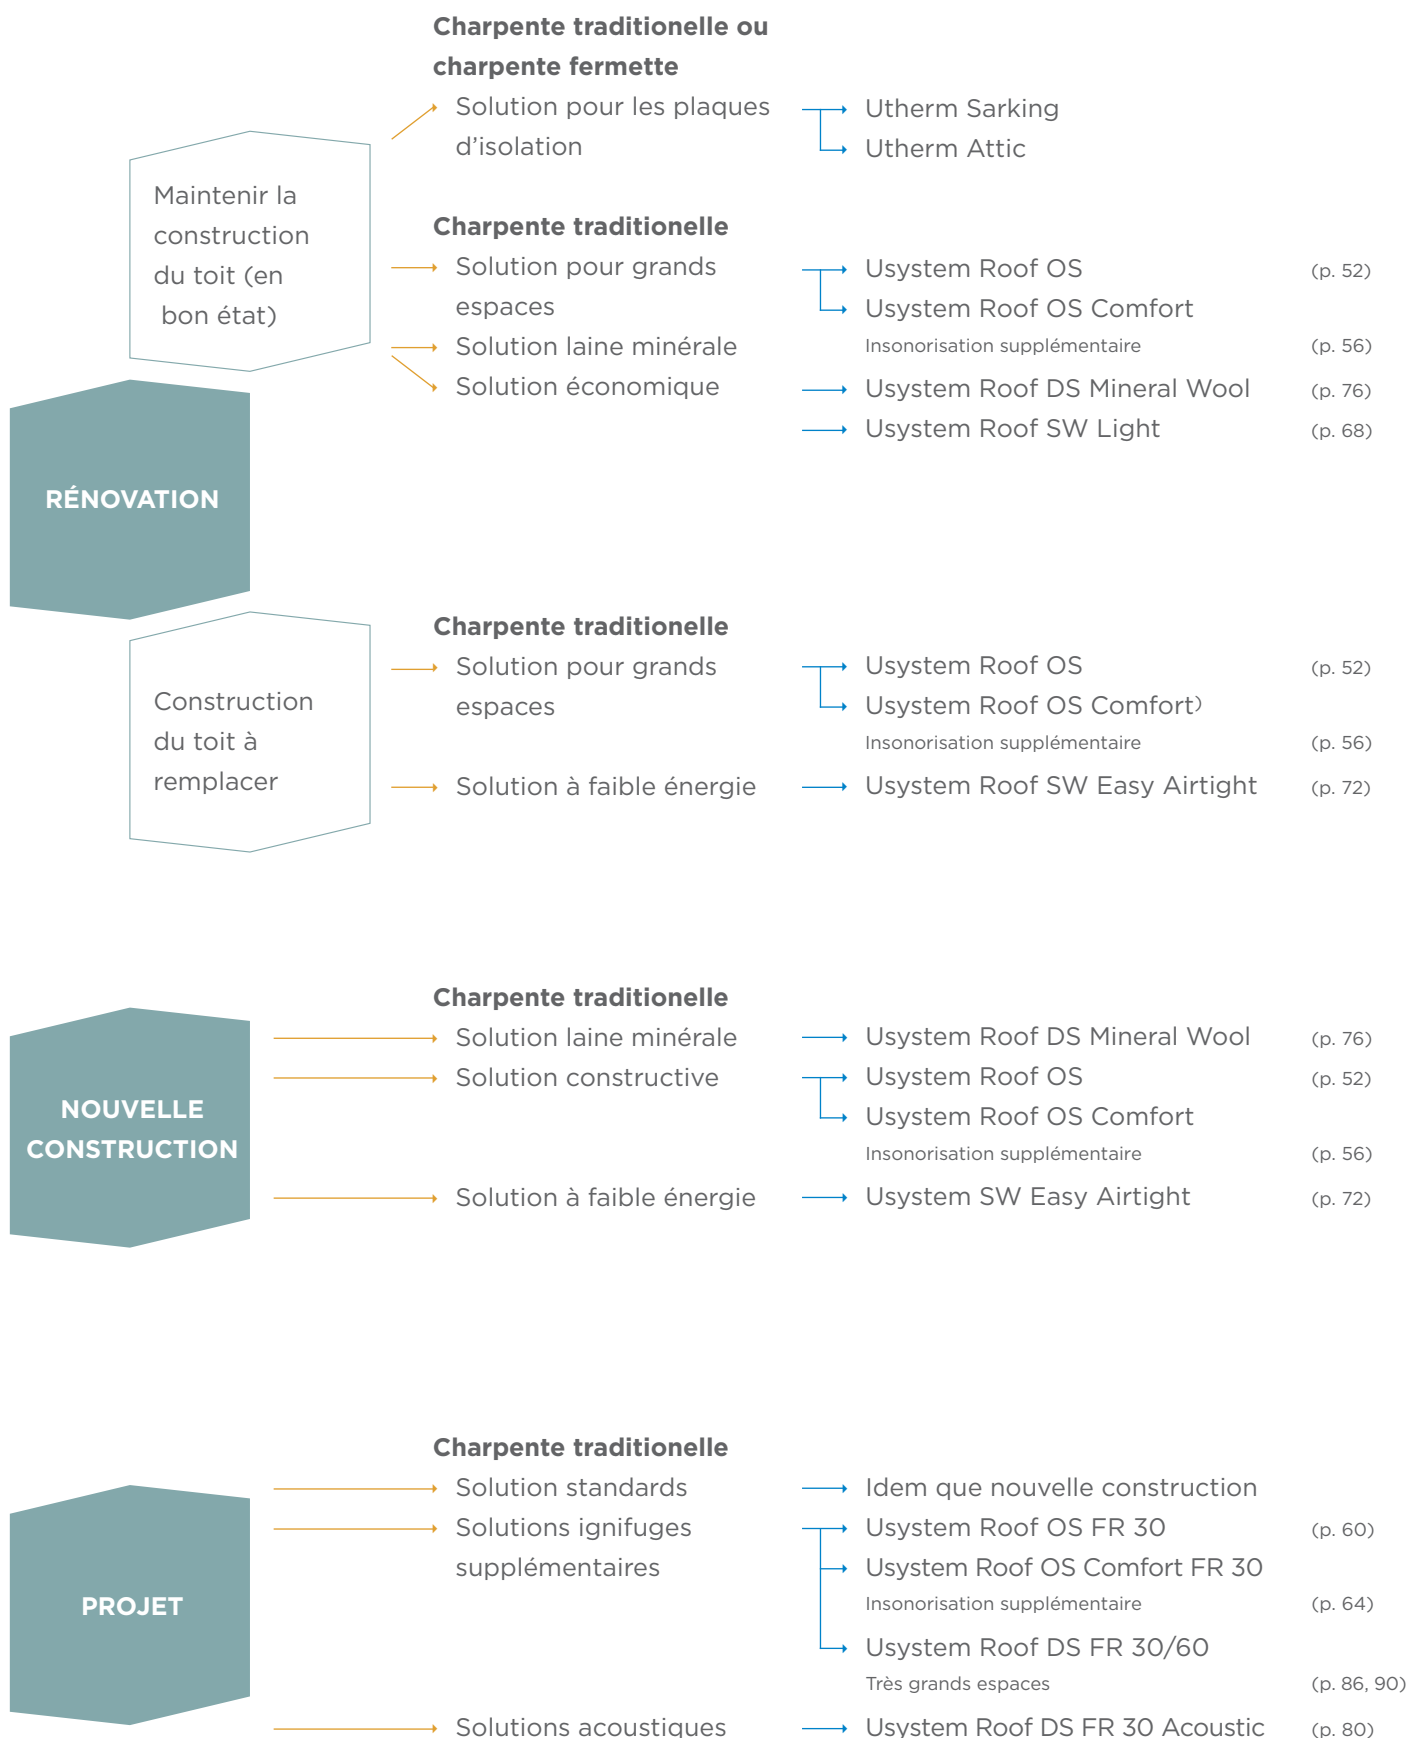 Charpente traditionelle ou
charpente fermette
Solution pour les plaques
d’isolation
Utherm Sarking
Utherm Attic
Maintenir la
construction
du toit (en
bon état)
Charpente traditionelle
Solution pour grands
espaces
Solution laine minérale
Solution économique
Usystem Roof OS (p. 52)
Usystem Roof OS Comfort
Insonorisation supplémentaire (p. 56)
Usystem Roof DS Mineral Wool (p. 76)
Usystem Roof SW Light (p. 68)
RÉNOVATION
Construction
du toit à
remplacer
Charpente traditionelle
Solution pour grands
espaces
Usystem Roof OS (p. 52)
Usystem Roof OS Comfort)
Insonorisation supplémentaire (p. 56)
Solution à faible énergie
Usystem Roof SW Easy Airtight (p. 72)
NOUVELLE
CONSTRUCTION
Charpente traditionelle
Solution laine minérale
Usystem Roof DS Mineral Wool (p. 76)
Solution constructive
Usystem Roof OS (p. 52)
Usystem Roof OS Comfort
Insonorisation supplémentaire (p. 56)
Solution à faible énergie
Usystem SW Easy Airtight (p. 72)
PROJET
Charpente traditionelle
Solution standards
Idem que nouvelle construction
Solutions ignifuges
supplémentaires
Usystem Roof OS FR 30 (p. 60)
Usystem Roof OS Comfort FR 30
Insonorisation supplémentaire (p. 64)
Usystem Roof DS FR 30/60
Très grands espaces (p. 86, 90)
Solutions acoustiques
Usystem Roof DS FR 30 Acoustic (p. 80)